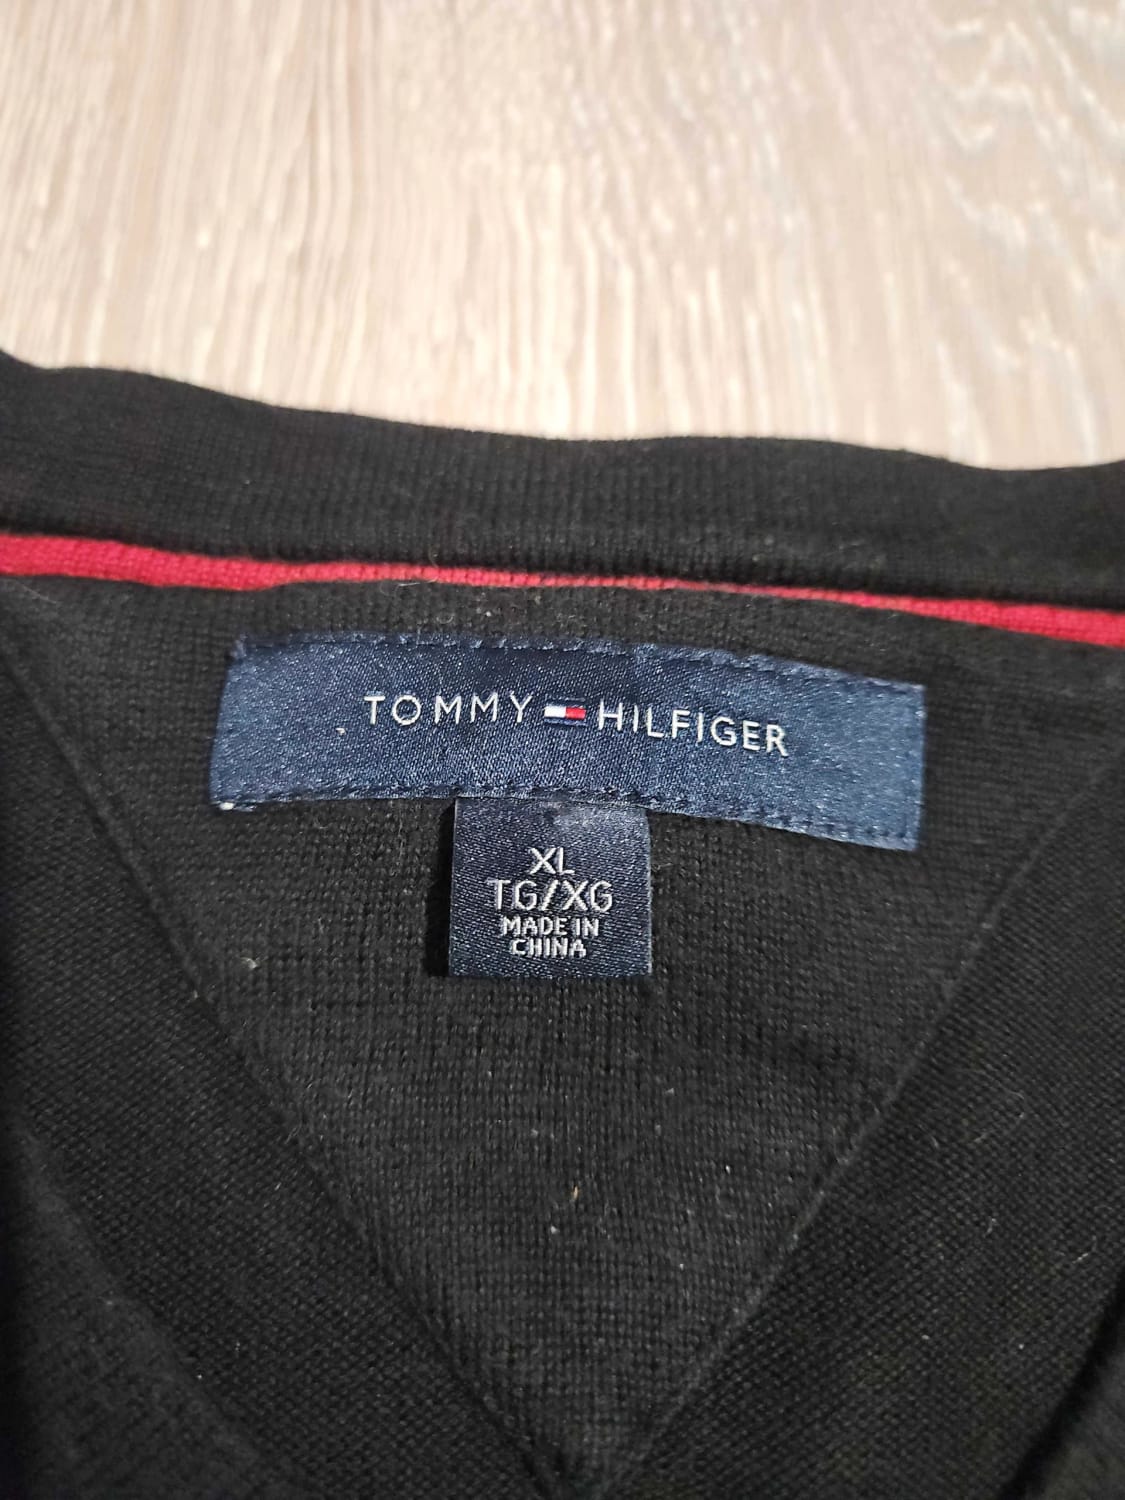 TOMMY HILFIGER
XL
TG/XG
MADE IN
CHINA